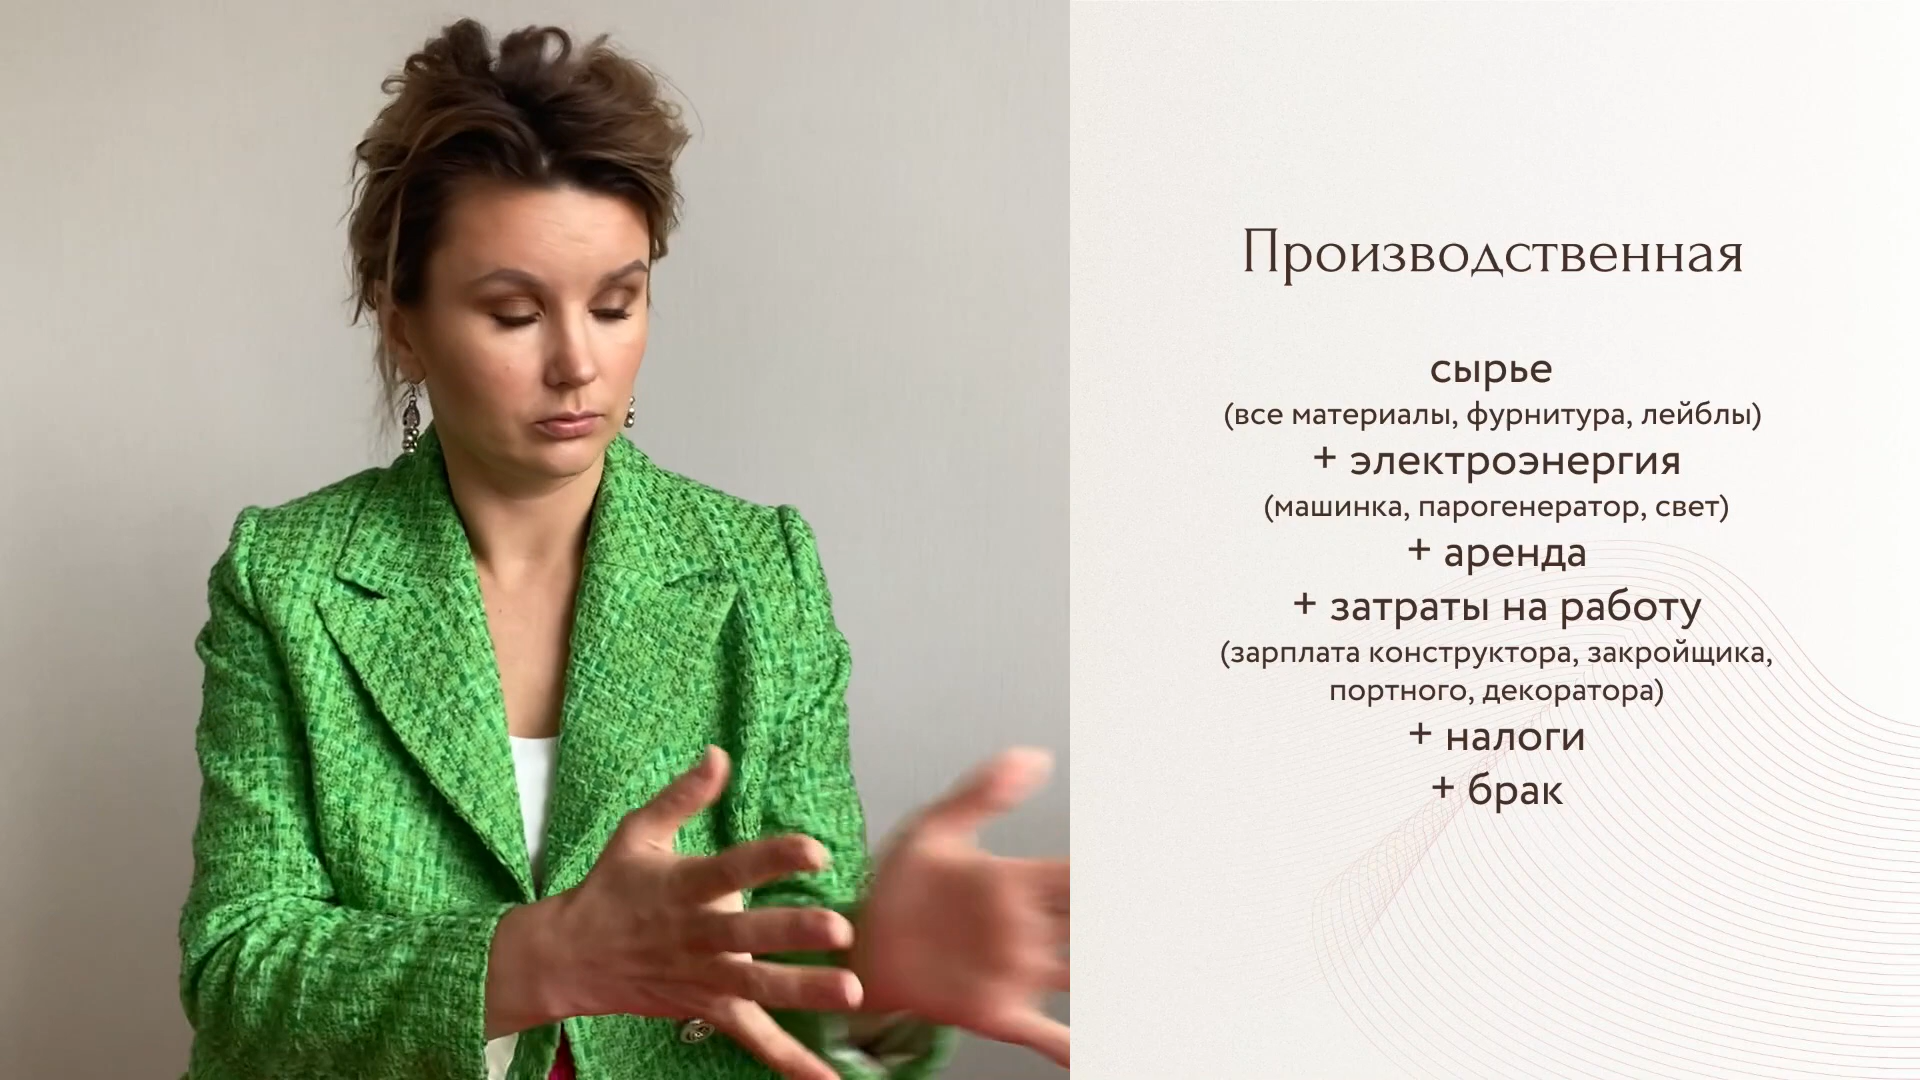 Производственная
сырье
(все материалы, фурнитура, лейблы)
+ электроэнергия
(машинка, парогенератор, свет)
+ аренда
+ затраты на работу
(зарплата конструктора, закройщика,
портного, декоратора)
+ налоги
+ брак